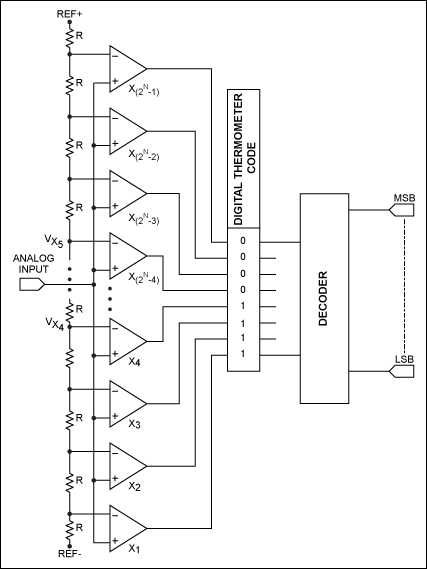 REF+
R
R
R
R
R
R
VX5
ANALOG
INPUT
R
VX4
R
R
R
R
REF-
− +
X(2^N-1)
− +
X(2^N-2)
− +
X(2^N-3)
− +
X(2^N-4)
− +
X4
− +
X3
− +
X2
− +
X1
DIGITAL THERMOMETER
CODE
0
0
0
0
1
1
1
1
DECODER
MSB
LSB